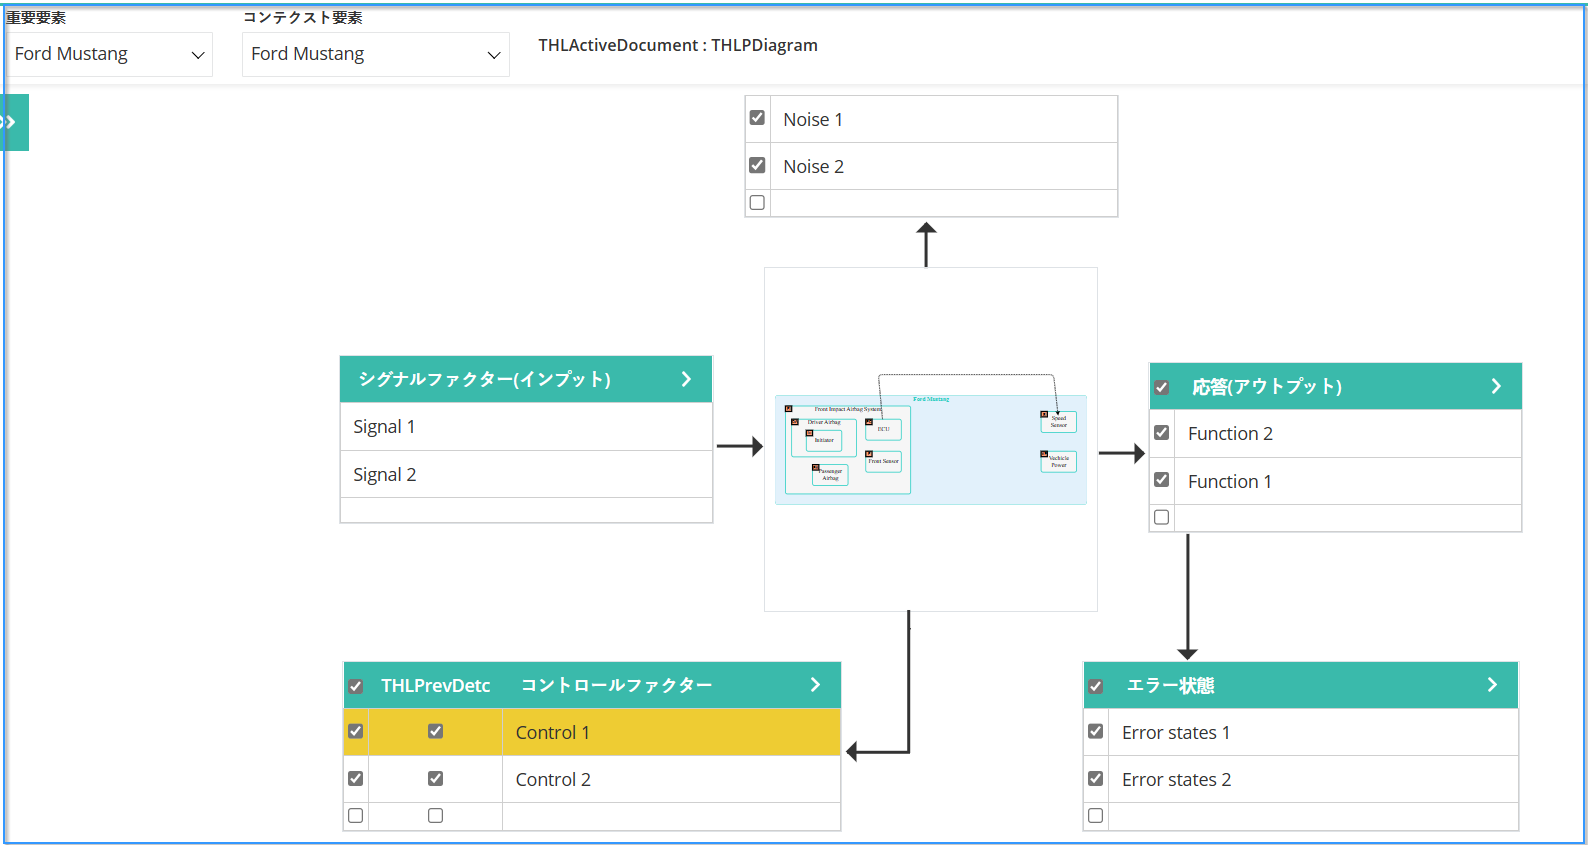 重要要素
コンテクスト要素
Ford Mustang
Ford Mustang
THLActiveDocument : THLPDiagram
Noise 1
Noise 2
シグナルファクター(インプット)
Signal 1
Signal 2
Ford Mustang
Front Impact Airbag System
Driver Airbag
Initiator
ECU
Front Sensor
Passenger
Airbag
Speed
Sensor
Vechicle
Power
応答(アウトプット)
Function 2
Function 1
THLPrevDetc コントロールファクター
Control 1
Control 2
エラー状態
Error states 1
Error states 2